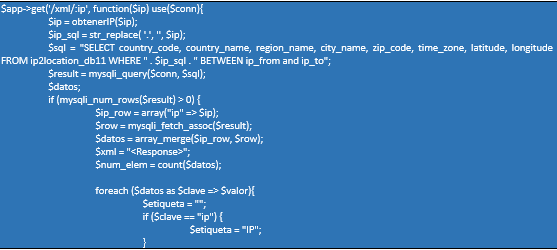 $app->get('/xml/:ip', function($ip) use($conn){
$ip = obtenerIP($ip);
$ip_sql = str_replace( '.', '', $ip);
$sql = "SELECT country_code, country_name, region_name, city_name, zip_code, time_zone, latitude, longitude
FROM ip2location_db11 WHERE " . $ip_sql . " BETWEEN ip_from and ip_to";
$result = mysqli_query($conn, $sql);
$datos;
if (mysqli_num_rows($result) > 0) {
$ip_row = array("ip" => $ip);
$row = mysqli_fetch_assoc($result);
$datos = array_merge($ip_row, $row);
$xml = "<Response>";
$num_elem = count($datos);
foreach ($datos as $clave => $valor){
$etiqueta = "";
if ($clave == "ip") {
$etiqueta = "IP";
}